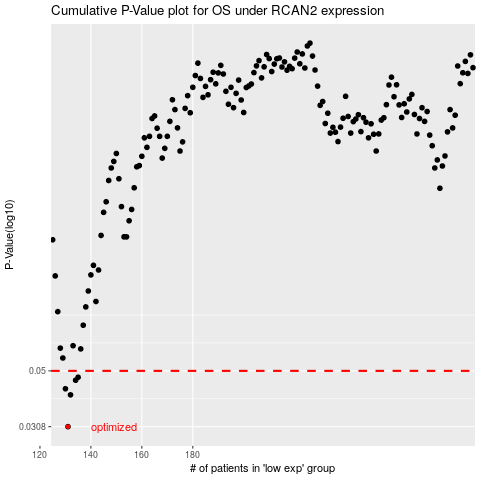 Cumulative P-Value plot for OS under RCAN2 expression
P-Value(log10)
0.05
0.0308
optimized
120 140 160 180
# of patients in 'low exp' group